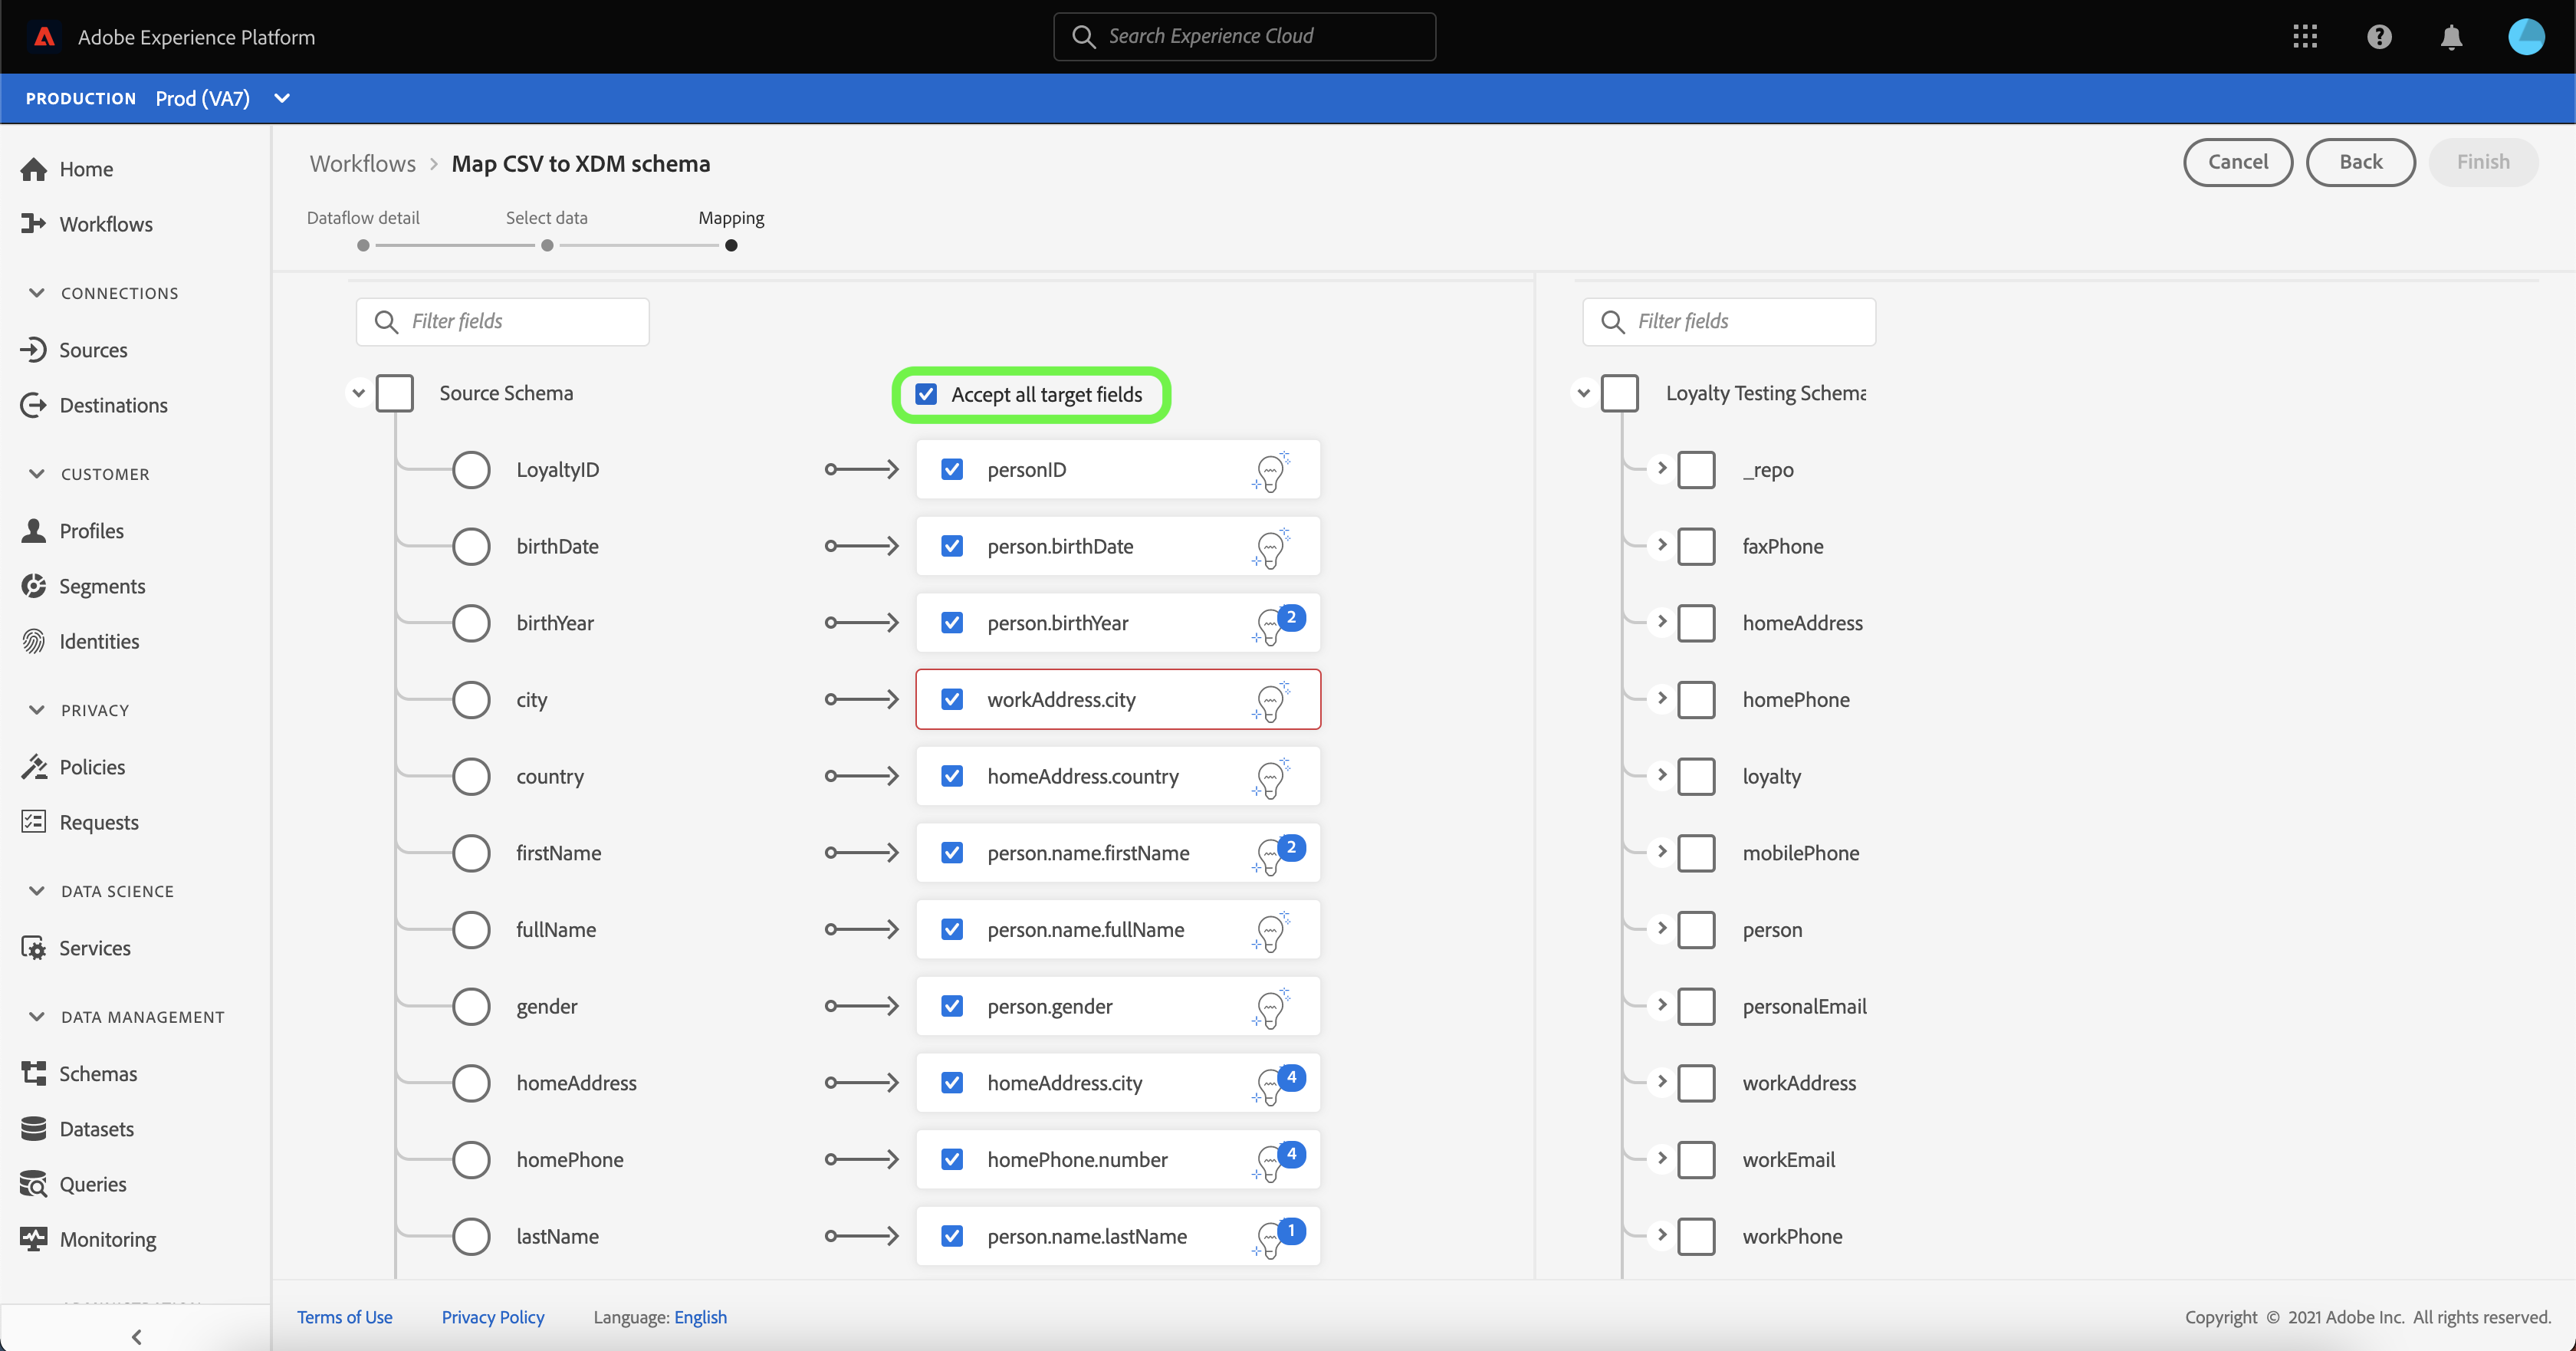 Adobe Experience Platform
Search Experience Cloud
PRODUCTION Prod (VA7)
Home
Workflows
CONNECTIONS
Sources
Destinations
CUSTOMER
Profiles
Segments
Identities
PRIVACY
Policies
Requests
DATA SCIENCE
Services
DATA MANAGEMENT
Schemas
Datasets
Queries
Monitoring
Workflows > Map CSV to XDM schema
Cancel
Back
Finish
Dataflow detail
Select data
Mapping
Filter fields
Source Schema
Accept all target fields
LoyaltyID
personID
birthDate
person.birthDate
birthYear
person.birthYear
2
city
workAddress.city
country
homeAddress.country
firstName
person.name.firstName
2
fullName
person.name.fullName
gender
person.gender
homeAddress
homeAddress.city
4
homePhone
homePhone.number
4
lastName
person.name.lastName
1
Filter fields
Loyalty Testing Schema
_repo
faxPhone
homeAddress
homePhone
loyalty
mobilePhone
person
personalEmail
workAddress
workEmail
workPhone
Terms of Use
Privacy Policy
Language: English
Copyright © 2021 Adobe Inc. All rights reserved.